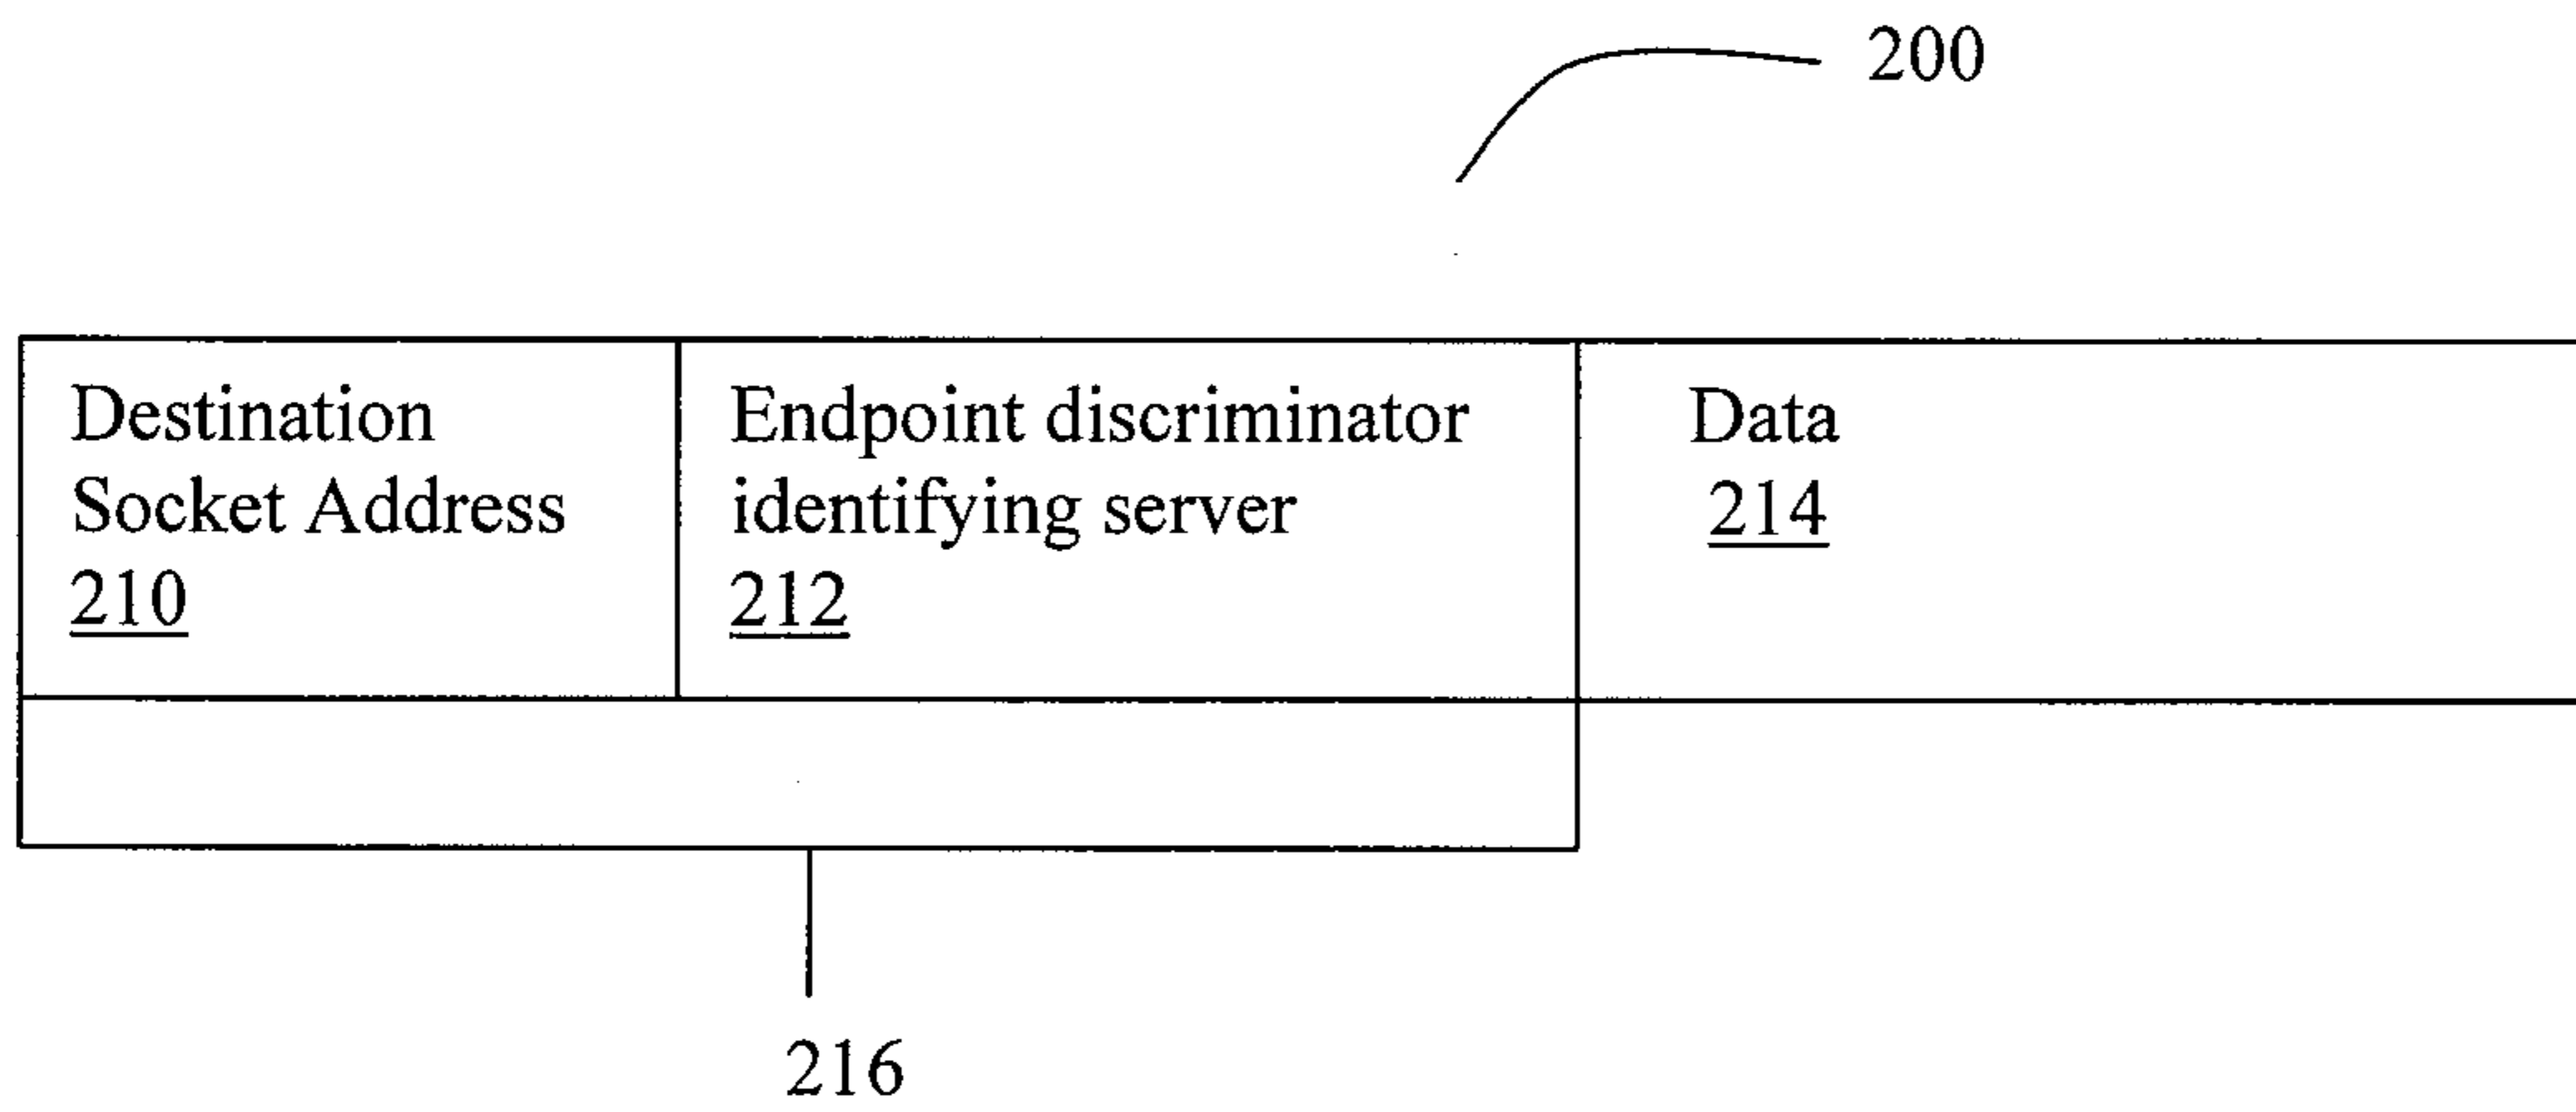 200
Destination
Socket Address
210
Endpoint discriminator
identifying server
212
Data
214
216